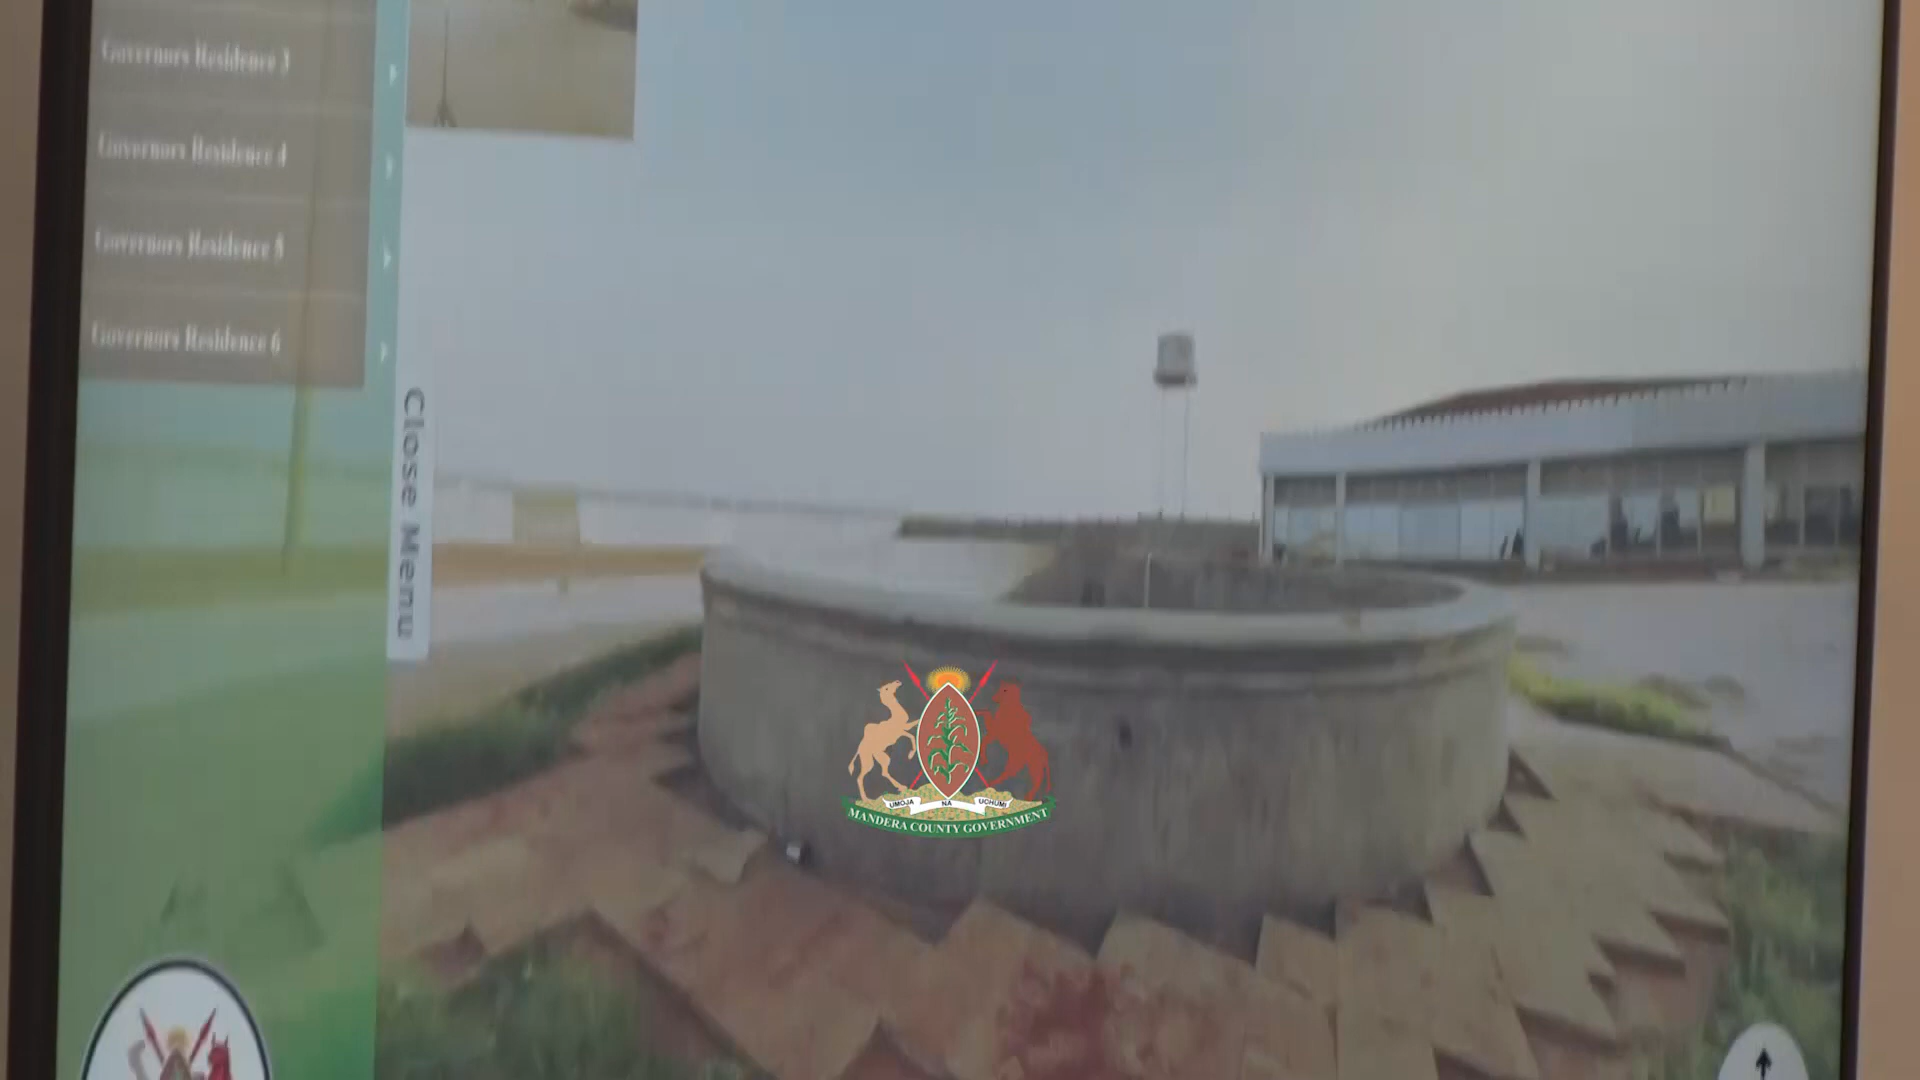 Governors Residence 3
Governors Residence 4
Governors Residence 5
Governors Residence 6
Close Menu
UMOJA NA UCHUMI
MANDERA COUNTY GOVERNMENT